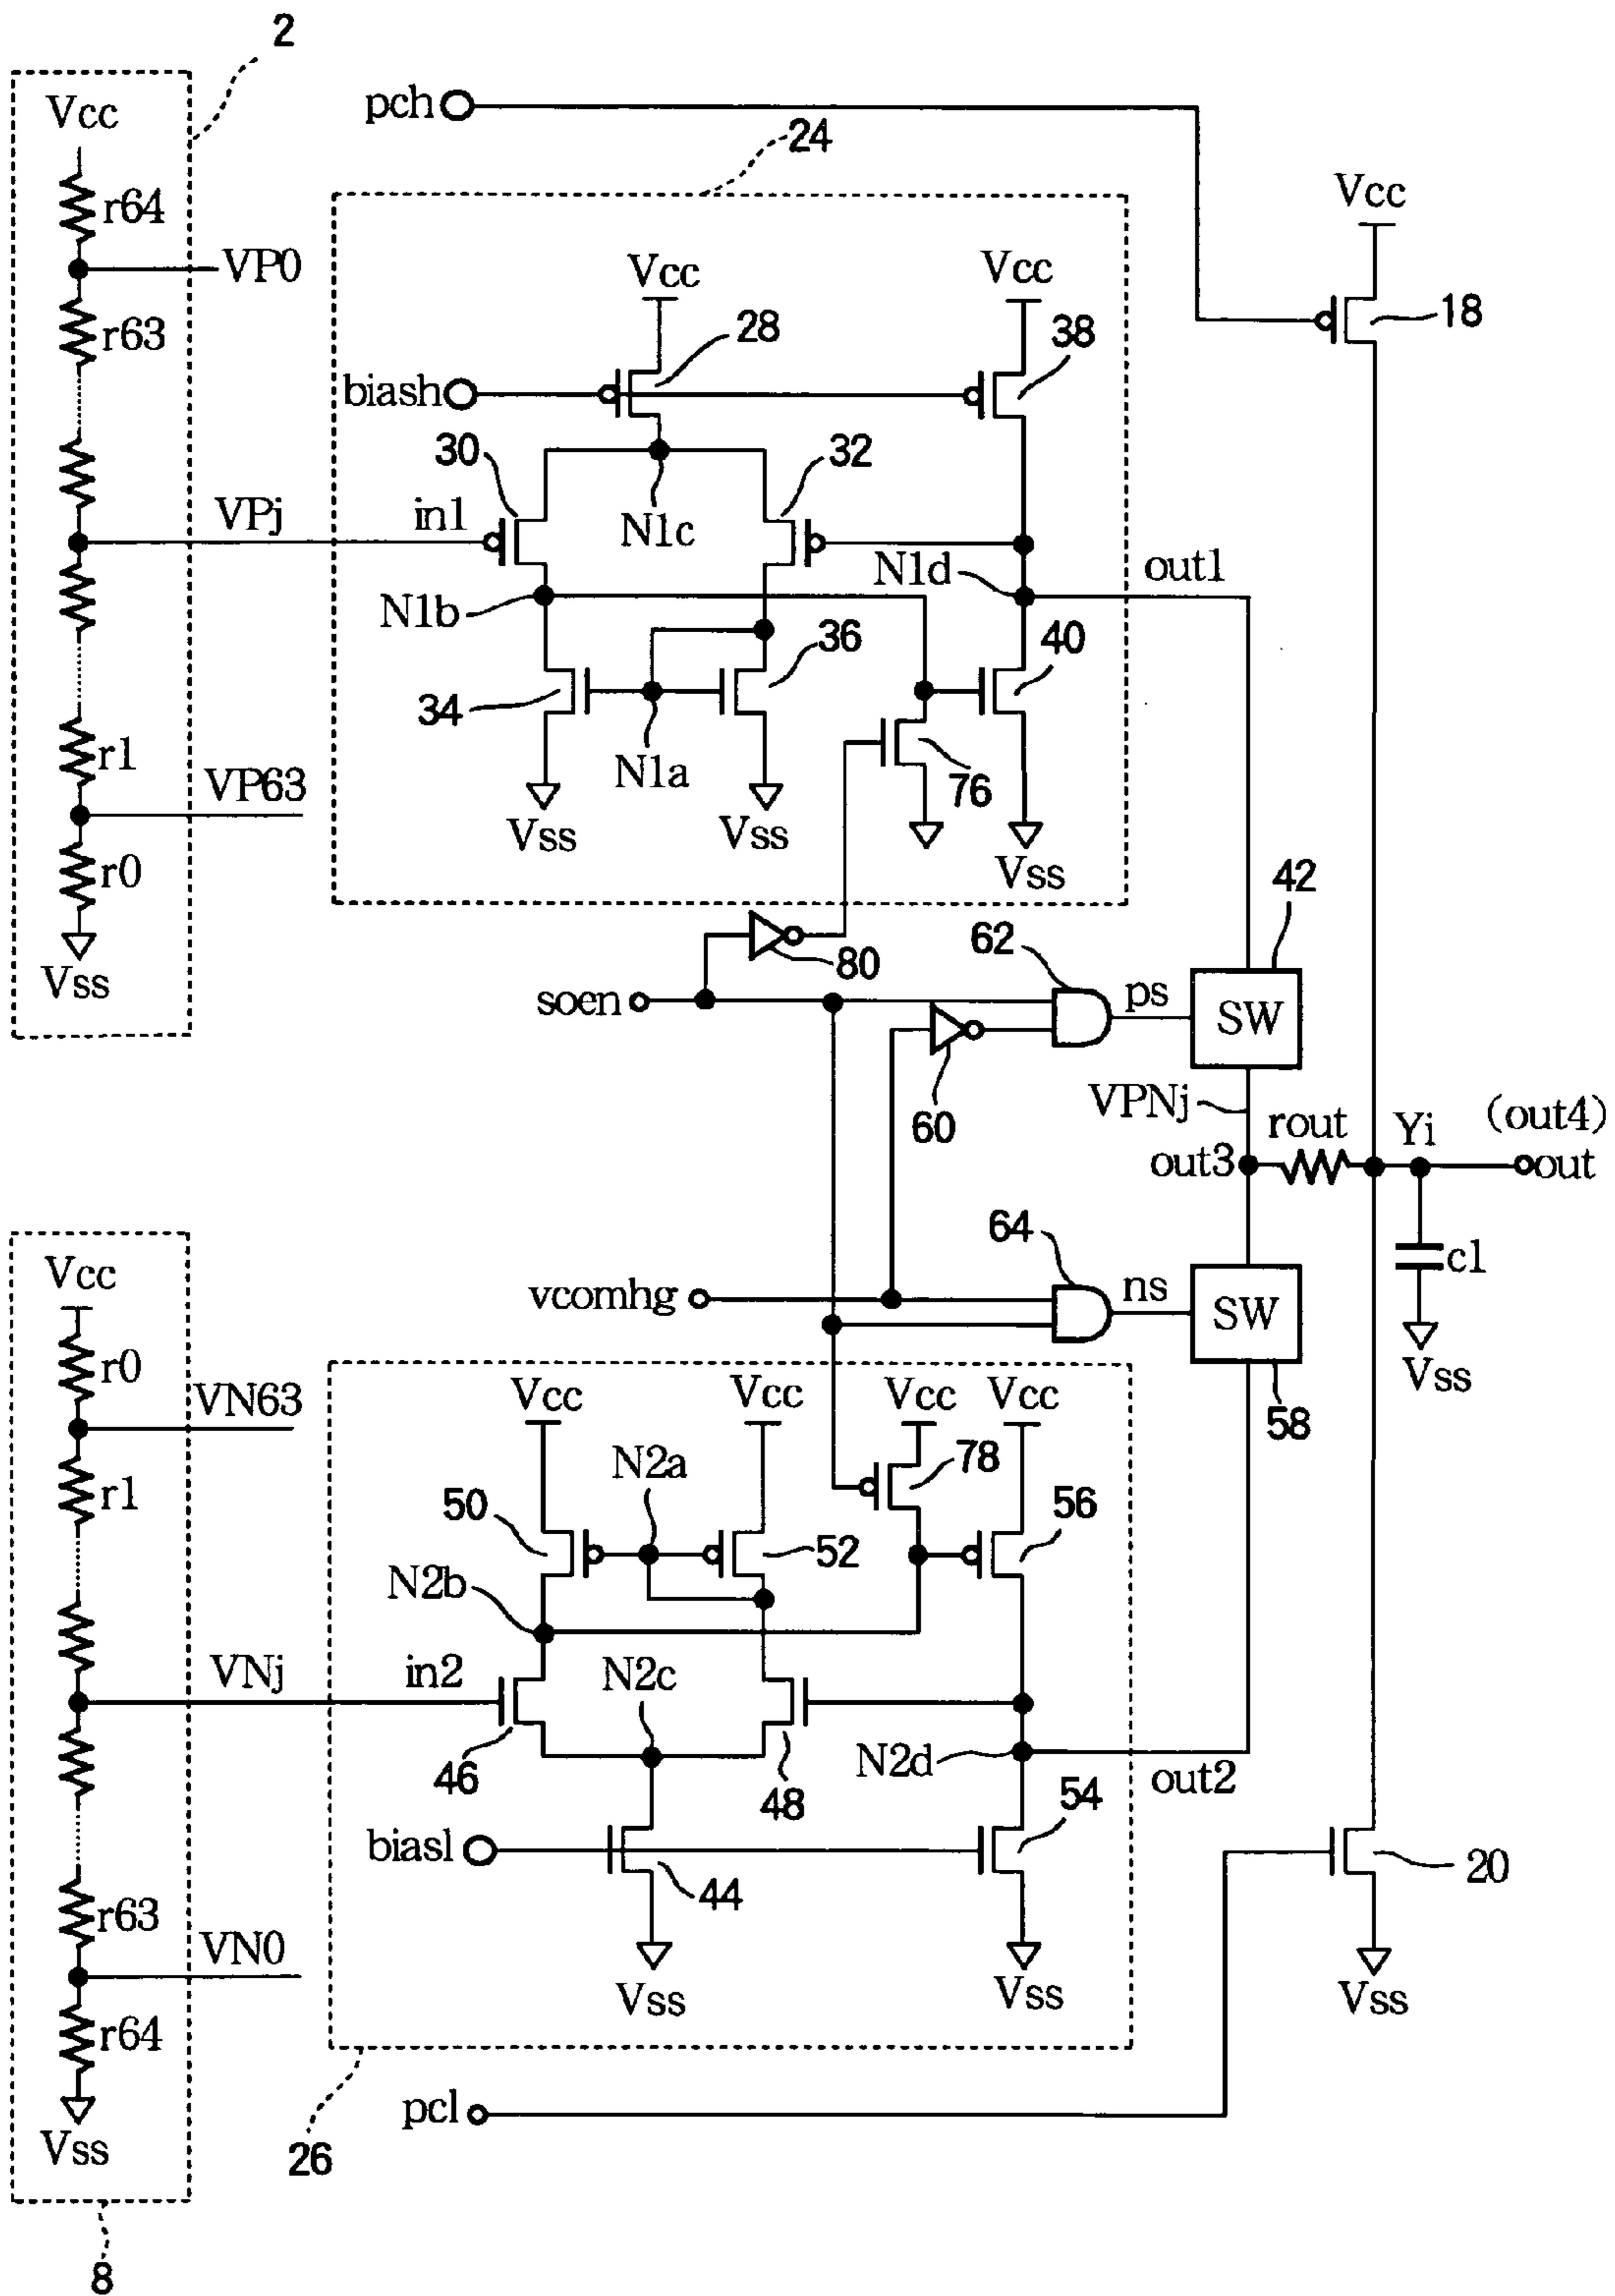 2
Vcc
r64
VP0
r63
VPj
r1
VP63
r0
Vss
pch
24
Vcc
Vcc
Vcc
18
28
38
biash
30
32
in1
N1c
N1b
N1d
out1
36
40
34
N1a
76
Vss
Vss
Vss
80
62
42
soen
ps
SW
60
VPNj
rout
Yi
(out4)
out3
out
64
c1
vcomhg
ns
SW
Vss
58
Vcc
r0
VN63
r1
VNj
r63
VN0
r64
Vss
8
Vcc
Vcc
Vcc
Vcc
N2a
78
50
52
56
N2b
in2
N2c
46
48
N2d
out2
54
biasl
44
20
Vss
Vss
Vss
pcl
26